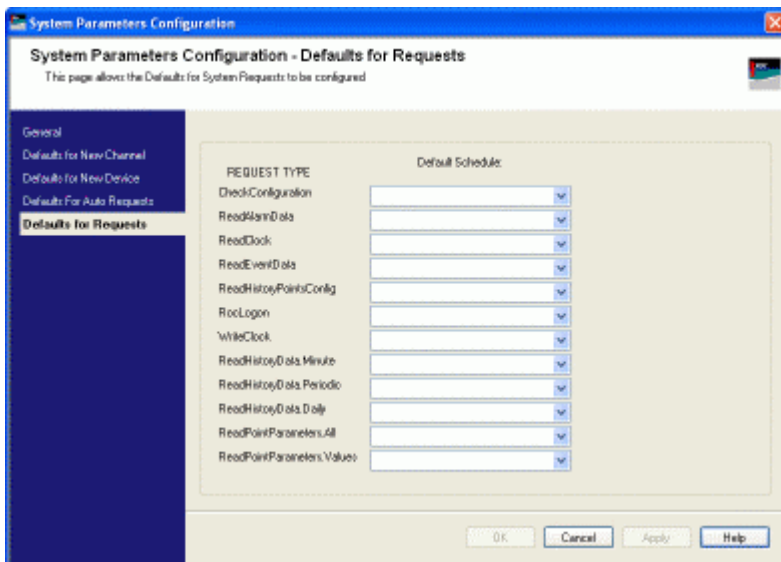 System Parameters Configuration
System Parameters Configuration - Defaults for Requests
This page allows the Defaults for System Requests to be configured
General
Defaults for New Channel
Defaults for New Device
Defaults For Auto Requests
Defaults for Requests
REQUEST TYPE
Default Schedule:
CheckConfiguration
ReadAlarmData
ReadClock
ReadEventData
ReadHistoryPointsConfig
RocLogon
WriteClock
ReadHistoryData.Minute
ReadHistoryData.Periodic
ReadHistoryData.Daily
ReadPointParameters.All
ReadPointParameters.Values
OK
Cancel
Apply
Help